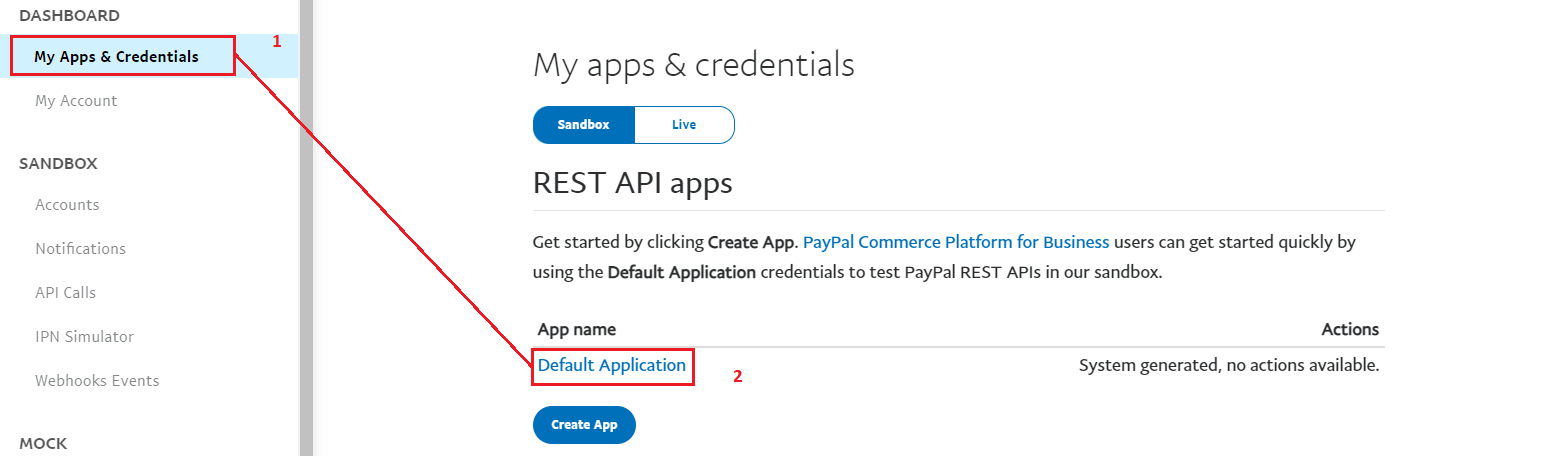 DASHBOARD
My Apps & Credentials
1
My Account
SANDBOX
Accounts
Notifications
API Calls
IPN Simulator
Webhooks Events
MOCK
My apps & credentials
Sandbox
Live
REST API apps
Get started by clicking Create App. PayPal Commerce Platform for Business users can get started quickly by
using the Default Application credentials to test PayPal REST APIs in our sandbox.
App name
Actions
Default Application
2
System generated, no actions available.
Create App